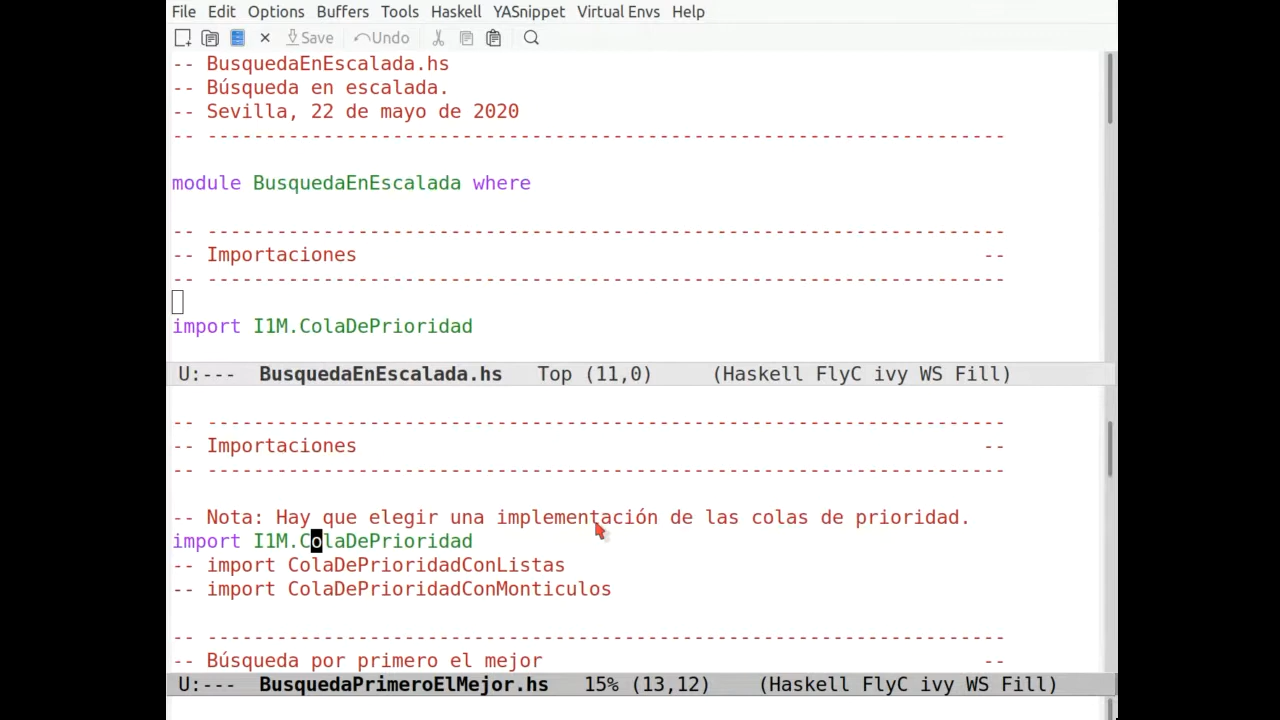 File Edit Options Buffers Tools Haskell YASnippet Virtual Envs Help
Save Undo
-- BusquedaEnEscalada.hs
-- Búsqueda en escalada.
-- Sevilla, 22 de mayo de 2020
-- ---------------------------------------------------------------------
module BusquedaEnEscalada where
-- ---------------------------------------------------------------------
-- Importaciones --
-- ---------------------------------------------------------------------
import I1M.ColaDePrioridad
U:--- BusquedaEnEscalada.hs Top (11,0) (Haskell FlyC ivy WS Fill)
-- ---------------------------------------------------------------------
-- Importaciones --
-- ---------------------------------------------------------------------
-- Nota: Hay que elegir una implementación de las colas de prioridad.
import I1M.ColaDePrioridad
-- import ColaDePrioridadConListas
-- import ColaDePrioridadConMonticulos
-- ---------------------------------------------------------------------
-- Búsqueda por primero el mejor --
U:--- BusquedaPrimeroElMejor.hs 15% (13,12) (Haskell FlyC ivy WS Fill)